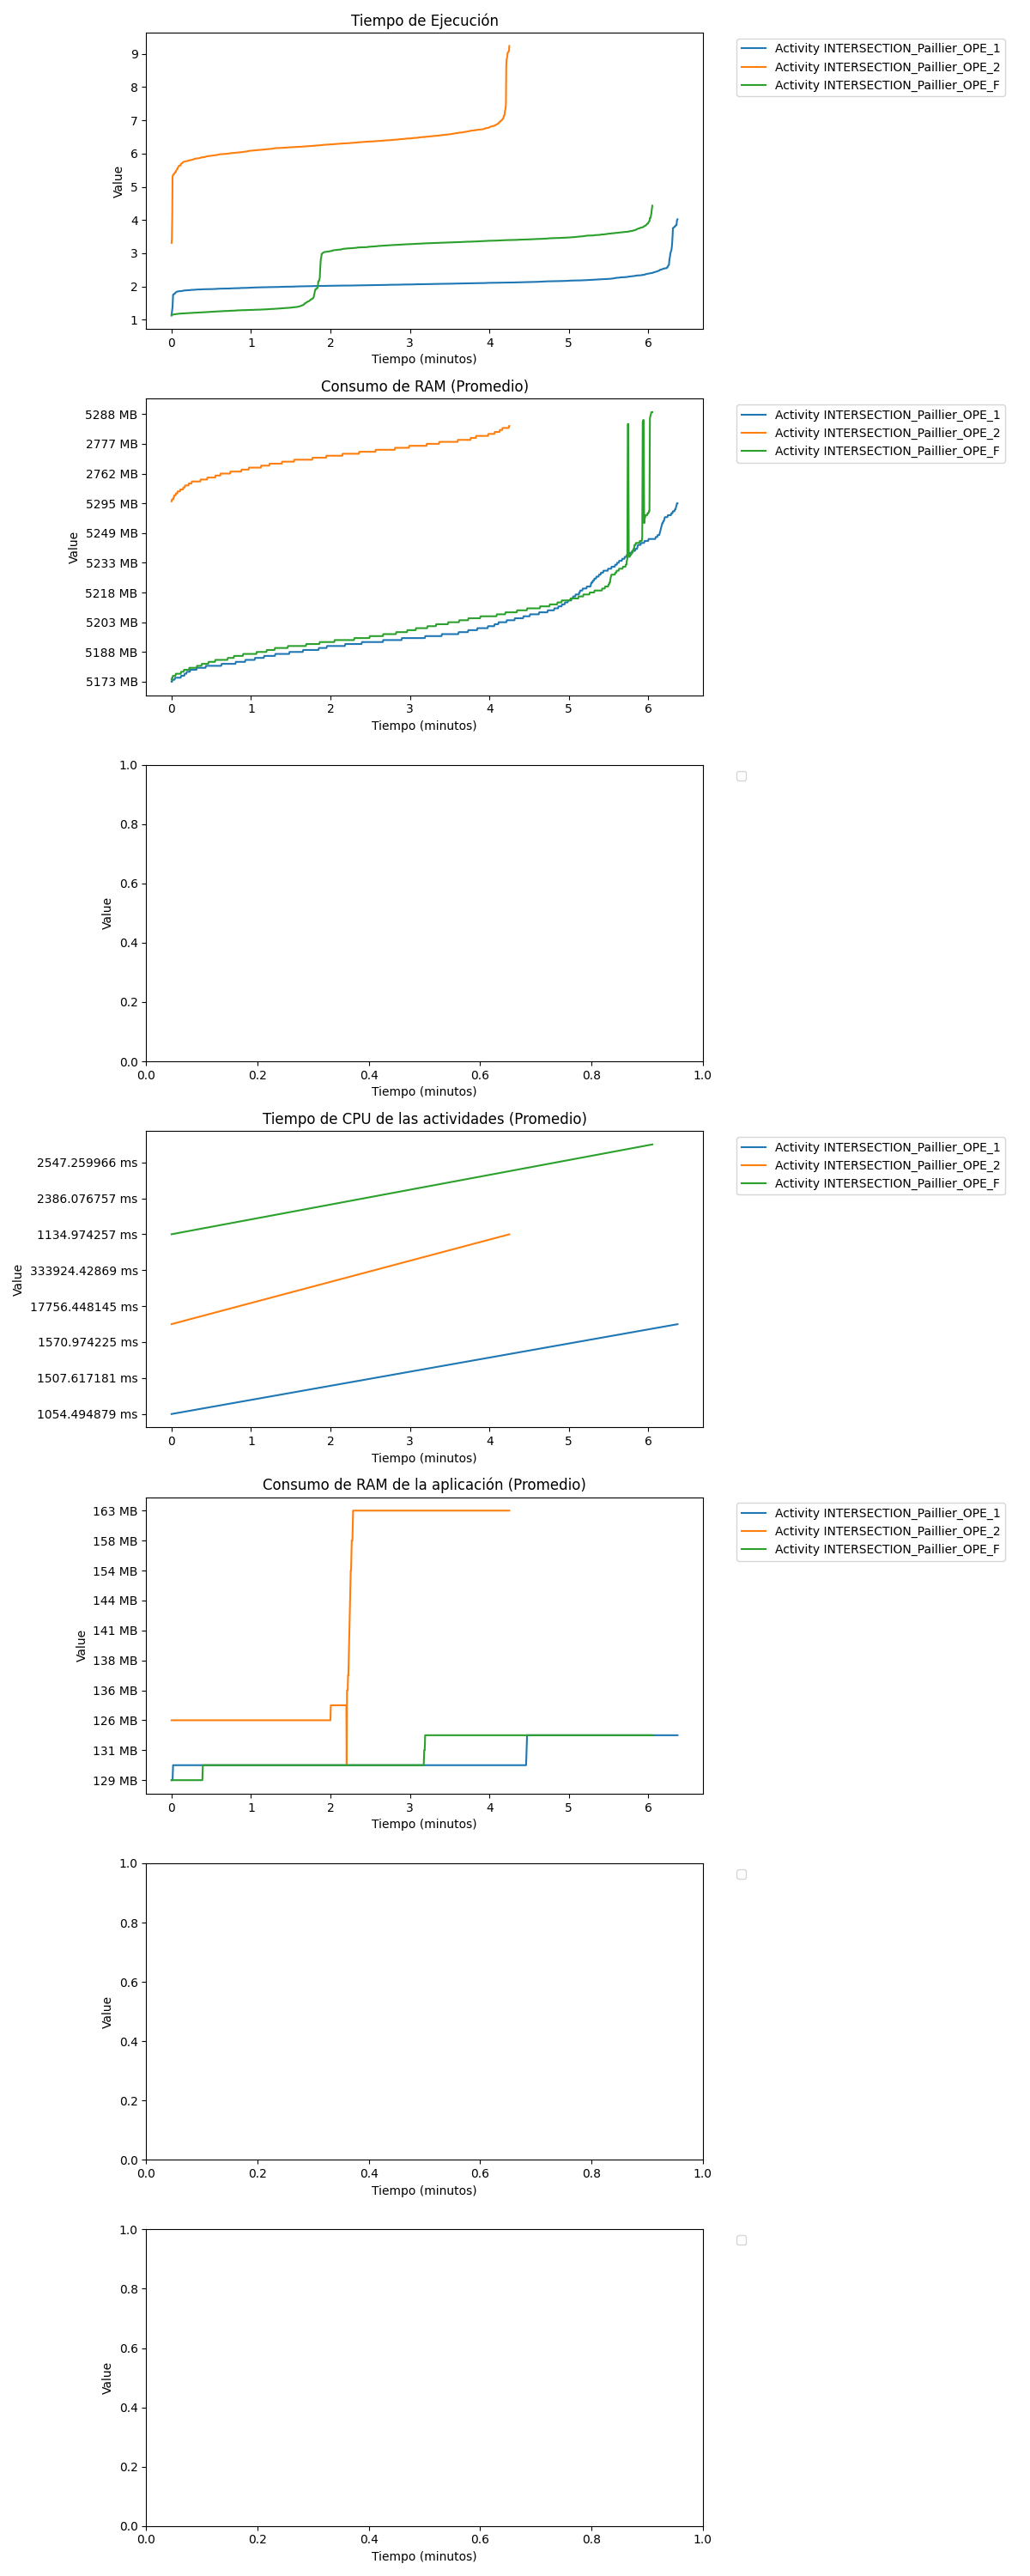 Tiempo de Ejecución
Activity INTERSECTION_Paillier_OPE_1
Activity INTERSECTION_Paillier_OPE_2
Activity INTERSECTION_Paillier_OPE_F
9
8
7
6
5
4
3
2
1
Value
0 1 2 3 4 5 6
Tiempo (minutos)
Consumo de RAM (Promedio)
Activity INTERSECTION_Paillier_OPE_1
Activity INTERSECTION_Paillier_OPE_2
Activity INTERSECTION_Paillier_OPE_F
5288 MB
2777 MB
2762 MB
5295 MB
5249 MB
5233 MB
5218 MB
5203 MB
5188 MB
5173 MB
Value
0 1 2 3 4 5 6
Tiempo (minutos)
1.0
0.8
0.6
0.4
0.2
0.0
Value
0.0 0.2 0.4 0.6 0.8 1.0
Tiempo (minutos)
Tiempo de CPU de las actividades (Promedio)
Activity INTERSECTION_Paillier_OPE_1
Activity INTERSECTION_Paillier_OPE_2
Activity INTERSECTION_Paillier_OPE_F
2547.259966 ms
2386.076757 ms
1134.974257 ms
333924.42869 ms
17756.448145 ms
1570.974225 ms
1507.617181 ms
1054.494879 ms
Value
0 1 2 3 4 5 6
Tiempo (minutos)
Consumo de RAM de la aplicación (Promedio)
Activity INTERSECTION_Paillier_OPE_1
Activity INTERSECTION_Paillier_OPE_2
Activity INTERSECTION_Paillier_OPE_F
163 MB
158 MB
154 MB
144 MB
141 MB
138 MB
136 MB
126 MB
131 MB
129 MB
Value
0 1 2 3 4 5 6
Tiempo (minutos)
1.0
0.8
0.6
0.4
0.2
0.0
Value
0.0 0.2 0.4 0.6 0.8 1.0
Tiempo (minutos)
1.0
0.8
0.6
0.4
0.2
0.0
Value
0.0 0.2 0.4 0.6 0.8 1.0
Tiempo (minutos)